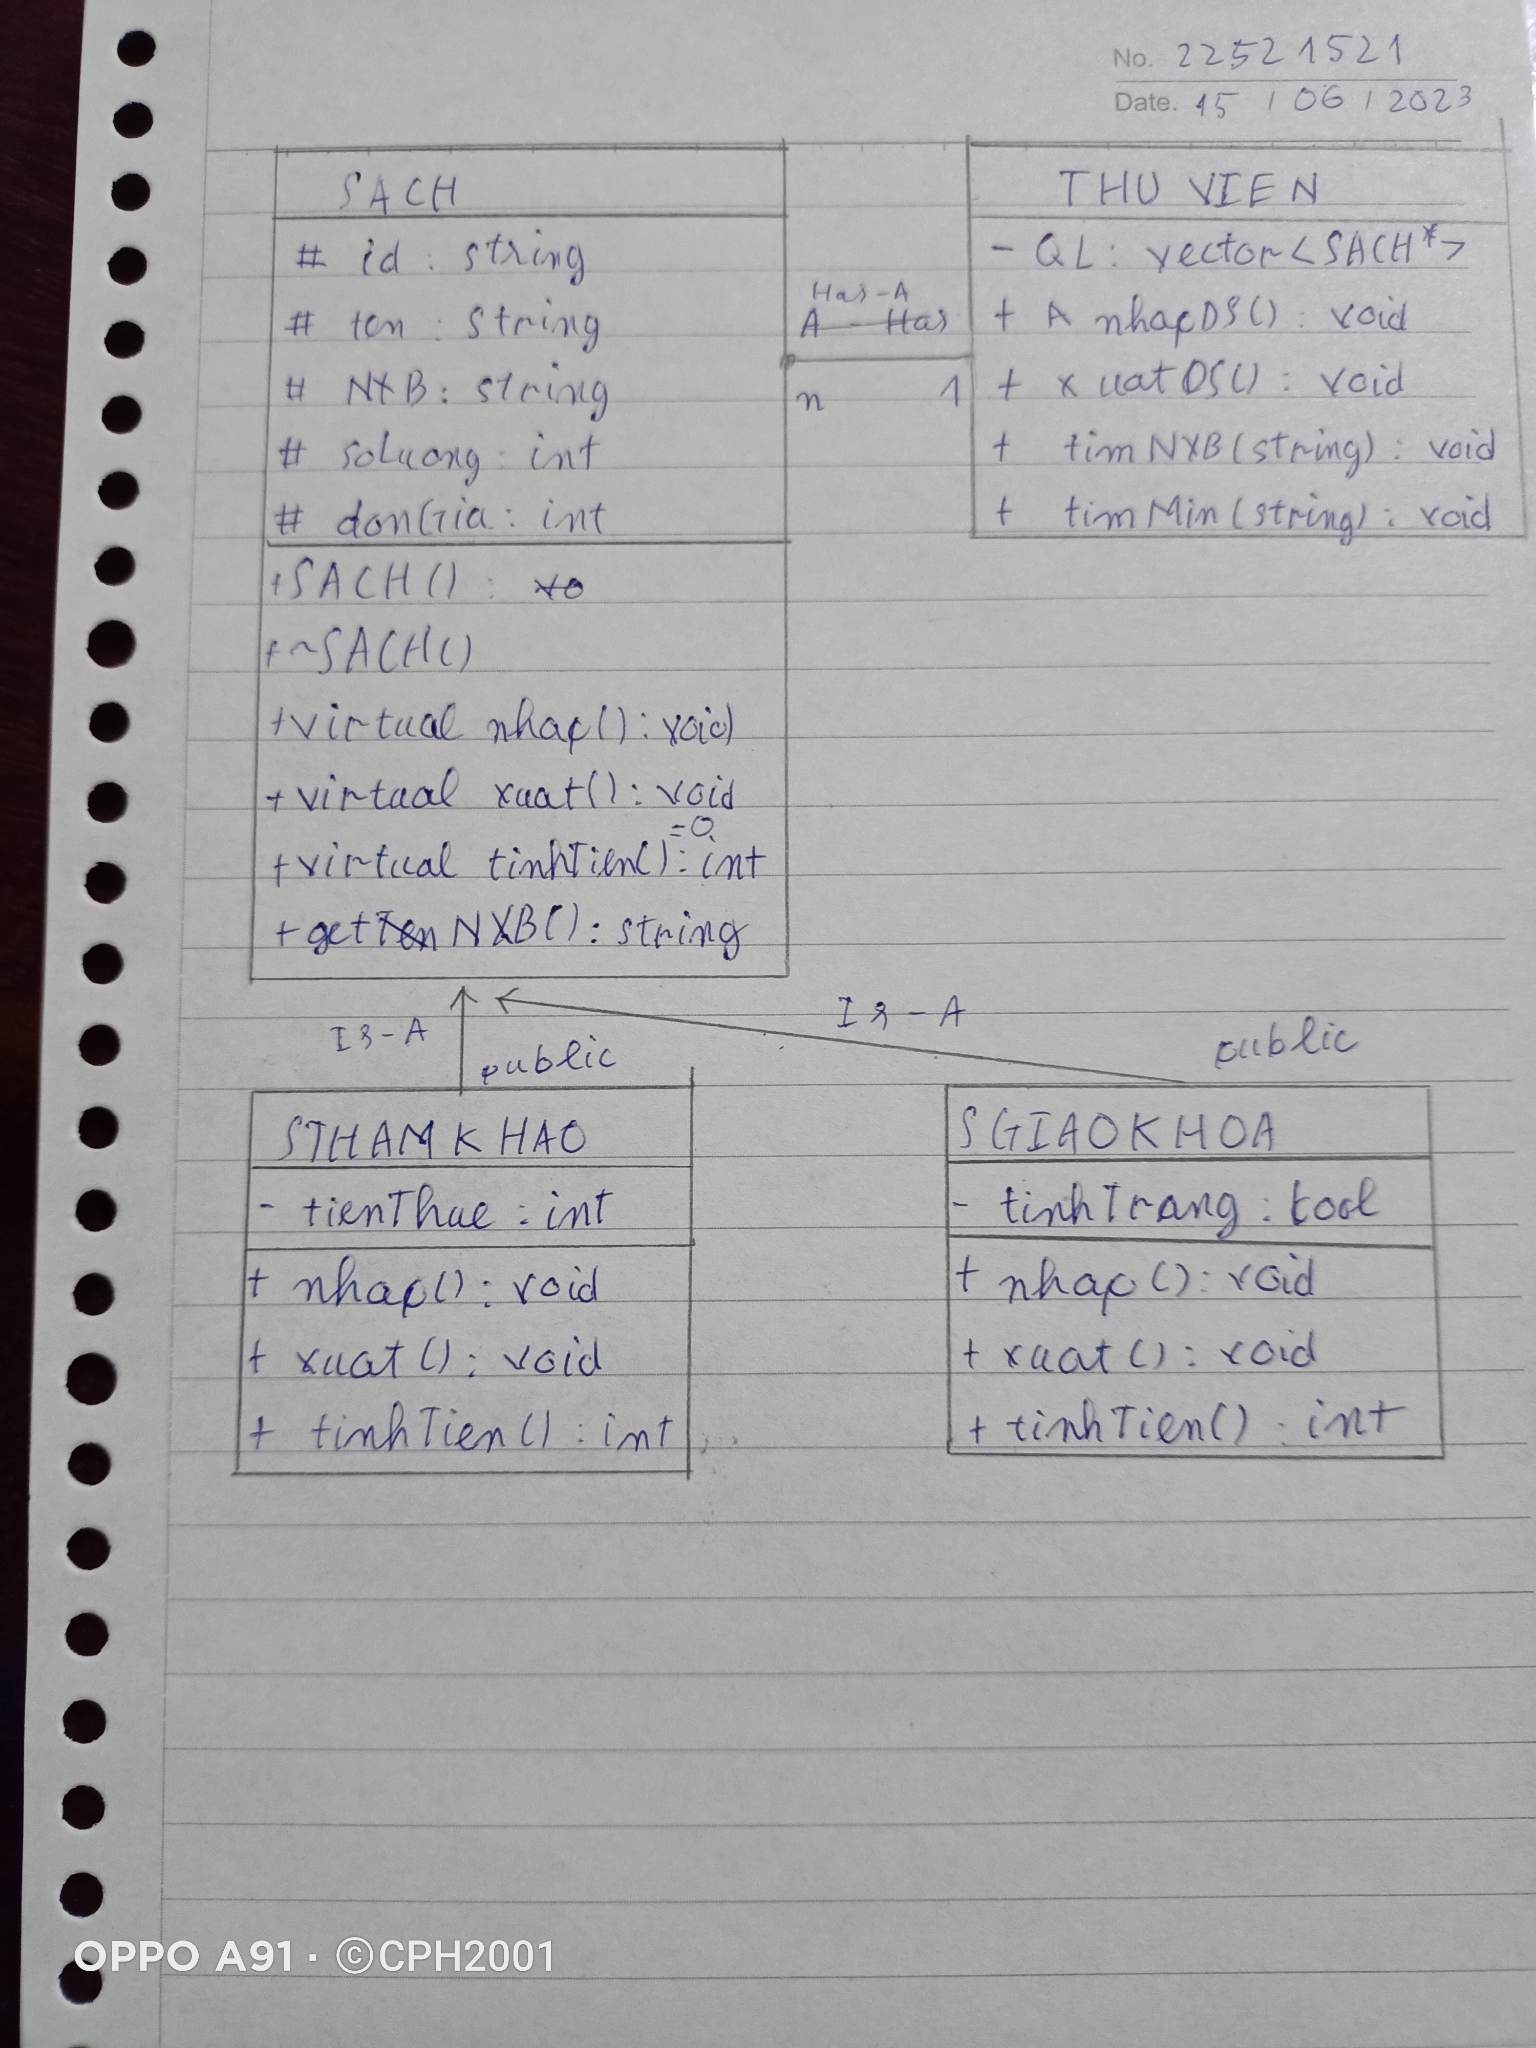 No. 22521521
Date. 15 / 06 / 2023
SACH
# id : string
# ten : string
# NXB : string
# soluong : int
# donGia : int
+SACH() :
+~SACH()
+virtual nhap() : void
+virtual xuat() : void
+virtual tinhTien() : int =0
+get NXB() : string
Has-A
A - Has
n 1
THU VIEN
- QL : vector<SACH*>
+ nhapDS() : void
+ xuatDS() : void
+ timNXB(string) : void
+ timMin(string) : void
Is-A
public
Is-A
public
STHAMKHAO
- tienThue : int
+ nhap() : void
+ xuat() : void
+ tinhTien() : int
SGIAOKHOA
- tinhTrang : bool
+ nhap() : void
+ xuat() : void
+ tinhTien() : int
OPPO A91 · ©CPH2001